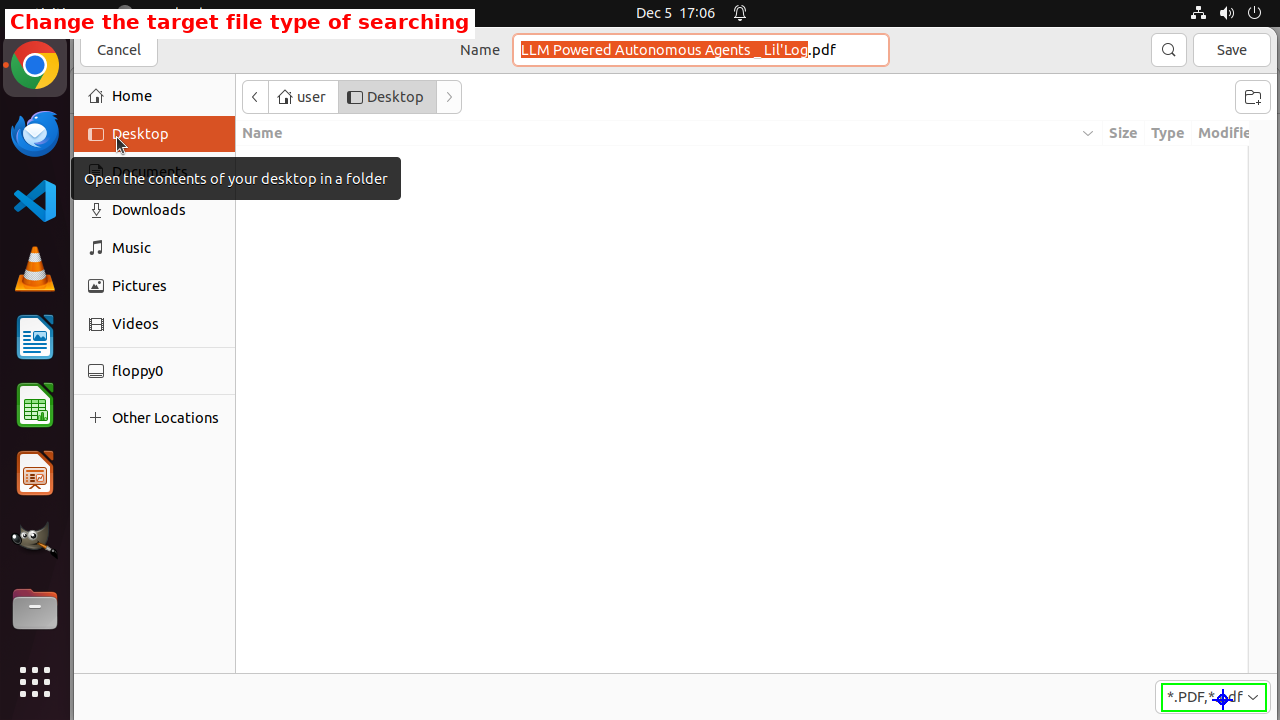 Change the target file type of searching
Dec 5 17:06
Cancel
Name
LLM Powered Autonomous Agents _ Lil'Log.pdf
Save
Home
user
Desktop
Desktop
Name
Size
Type
Modifie
Documents
Open the contents of your desktop in a folder
Downloads
Music
Pictures
Videos
floppy0
Other Locations
*.PDF,*.pdf